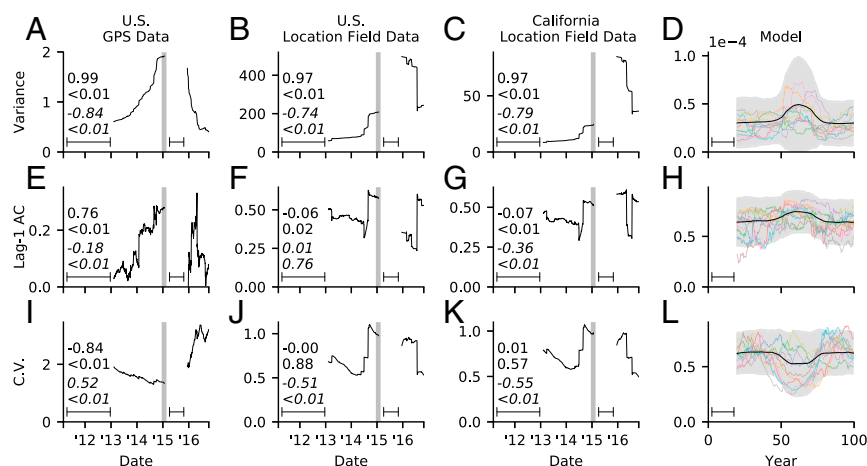 A
U.S.
GPS Data
B
U.S.
Location Field Data
C
California
Location Field Data
D
Model
1e−4
Variance
2
1
0
0.99
<0.01
-0.84
<0.01
400
200
0
0.97
<0.01
-0.74
<0.01
50
0
0.97
<0.01
-0.79
<0.01
1.0
0.5
0.0
E
F
G
H
Lag-1 AC
0.2
0.0
0.76
<0.01
-0.18
<0.01
0.50
0.25
0.00
-0.06
0.02
0.01
0.76
0.50
0.25
0.00
-0.07
<0.01
-0.36
<0.01
0.5
0.0
I
J
K
L
C.V.
2
0
-0.84
<0.01
0.52
<0.01
1.0
0.5
0.0
-0.00
0.88
-0.51
<0.01
1.0
0.5
0.0
0.01
0.57
-0.55
<0.01
0.5
0.0
'12 '13 '14 '15 '16
Date
'12 '13 '14 '15 '16
Date
'12 '13 '14 '15 '16
Date
0 50 100
Year